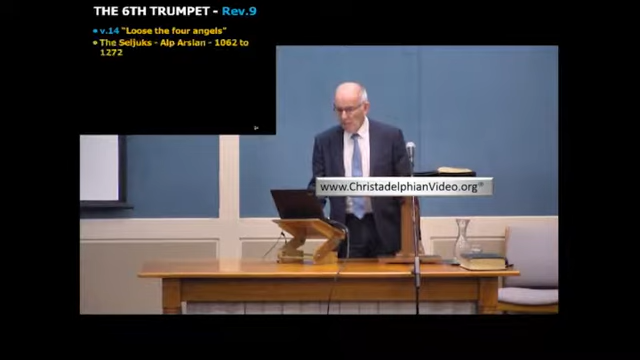 THE 6TH TRUMPET - Rev.9
v.14 "Loose the four angels"
The Seljuks - Alp Arslan - 1062 to
1272
www.ChristadelphianVideo.org®